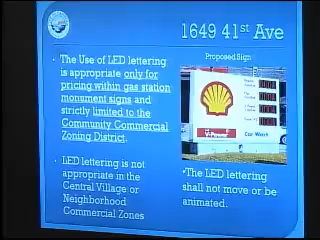 1649 41st Ave
• The Use of LED lettering
is appropriate only for
pricing within gas station
monument signs and
strictly limited to the
Community Commercial
Zoning District.
• LED lettering is not
appropriate in the
Central Village or
Neighborhood
Commercial Zones
Proposed Sign
Car Wash
•The LED lettering
shall not move or be
animated.